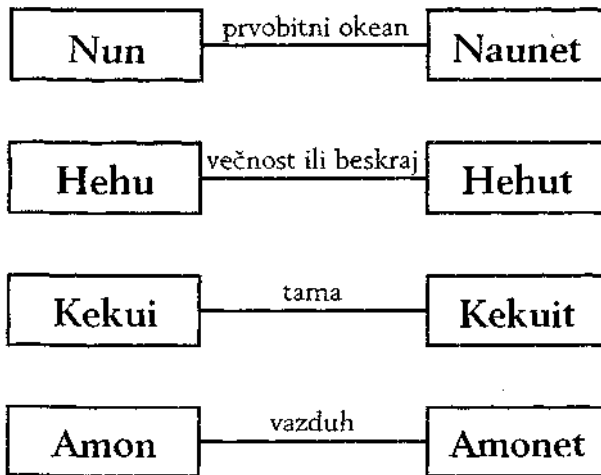 prvobitni okean
Nun Naunet
večnost ili beskraj
Hehu Hehut
tama
Kekui Kekuit
vazduh
Amon Amonet